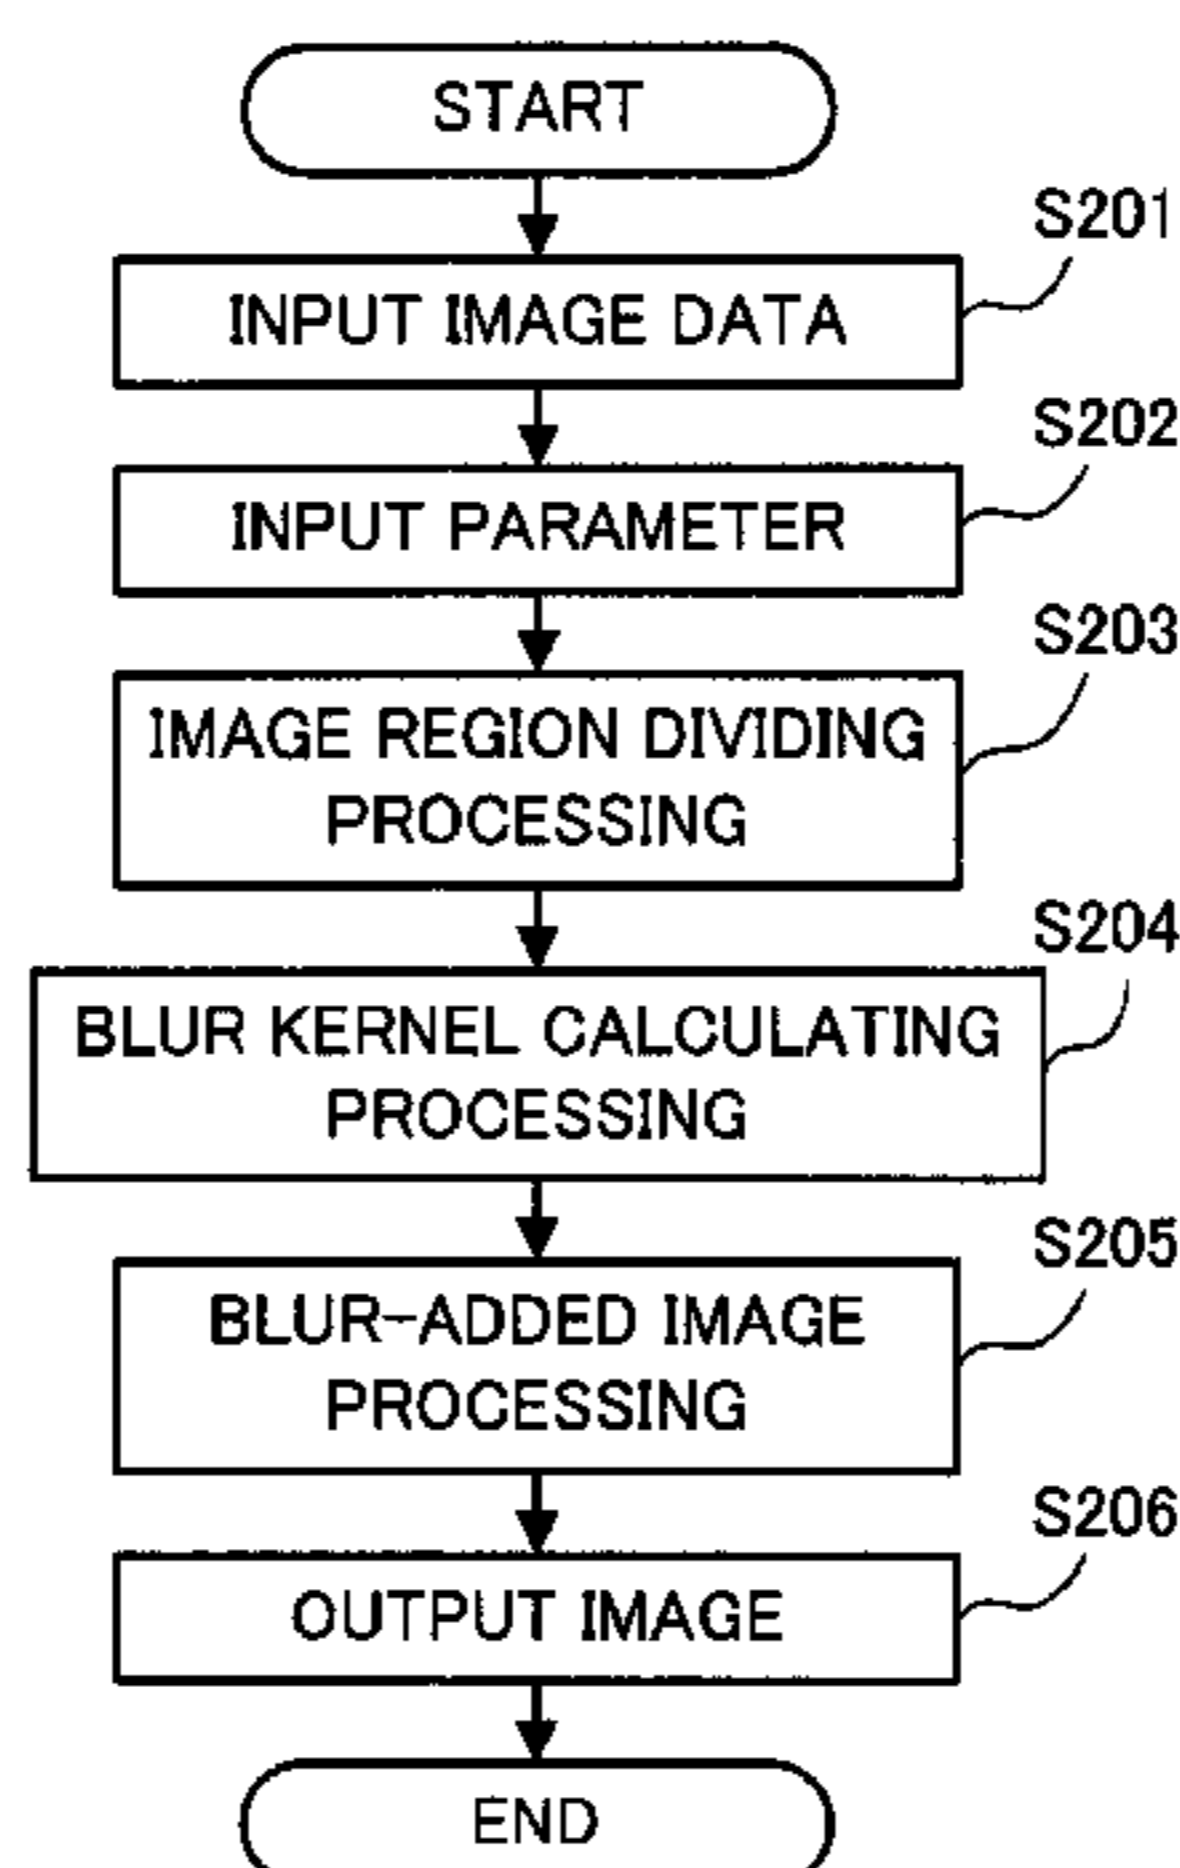 START
S201
INPUT IMAGE DATA
S202
INPUT PARAMETER
S203
IMAGE REGION DIVIDING
PROCESSING
S204
BLUR KERNEL CALCULATING
PROCESSING
S205
BLUR-ADDED IMAGE
PROCESSING
S206
OUTPUT IMAGE
END